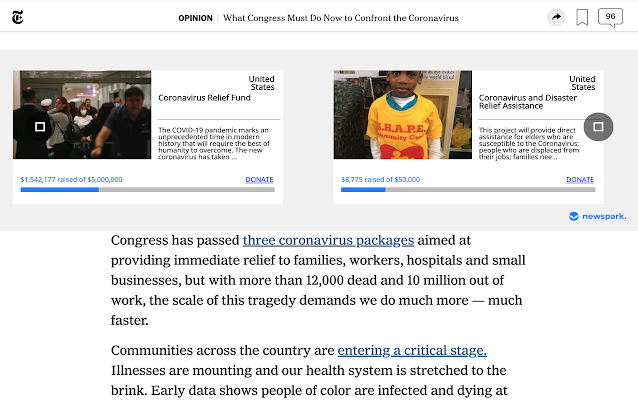 OPINION | What Congress Must Do Now to Confront the Coronavirus
96
United
States
Coronavirus Relief Fund
The COVID-19 pandemic marks an
unprecedented time in modern
history that will require the best of
humanity to overcome. The new
coronavirus has taken ...
$1,542,177 raised of $5,000,000
DONATE
United
States
Coronavirus and Disaster
Relief Assistance
This project will provide direct
assistance for elders who are
susceptible to the Coronavirus;
people who are displaced from
their jobs; families nee...
$8,775 raised of $50,000
DONATE
S.H.A.P.E.
newspark.
Congress has passed three coronavirus packages aimed at
providing immediate relief to families, workers, hospitals and small
businesses, but with more than 12,000 dead and 10 million out of
work, the scale of this tragedy demands we do much more — much
faster.
Communities across the country are entering a critical stage.
Illnesses are mounting and our health system is stretched to the
brink. Early data shows people of color are infected and dying at